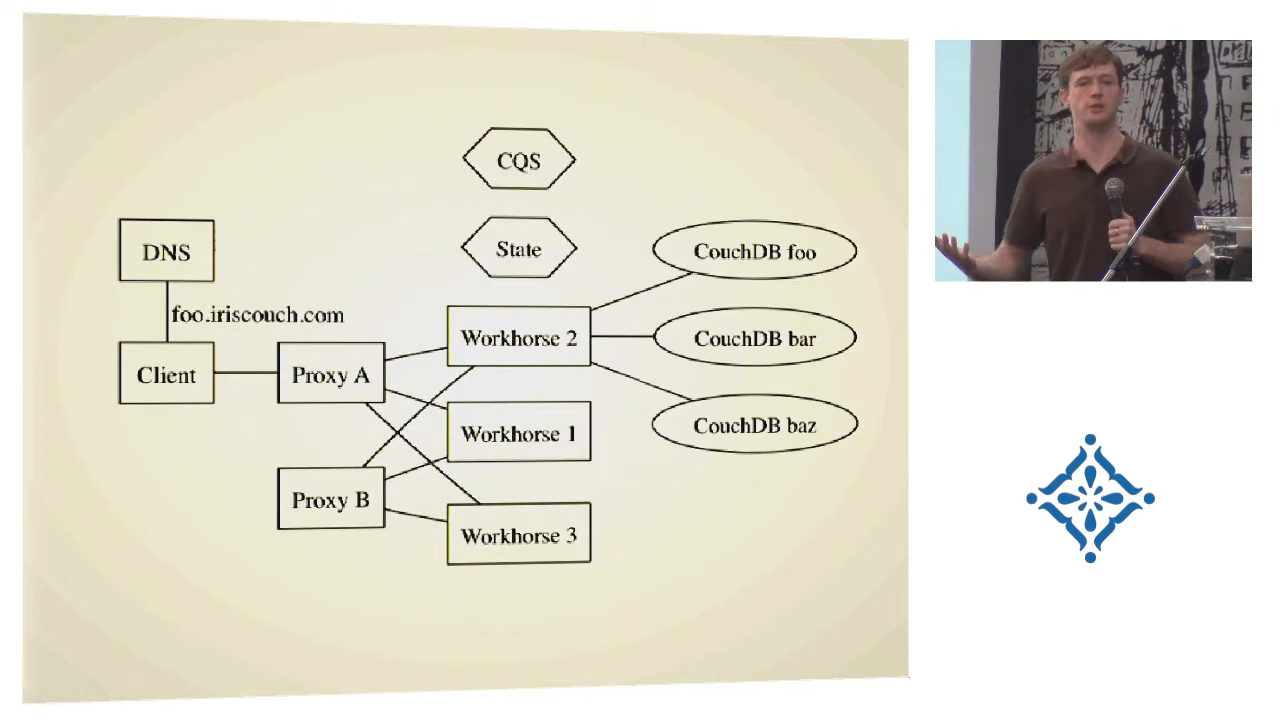 CQS
DNS
State
CouchDB foo
foo.iriscouch.com
Workhorse 2
CouchDB bar
Client
Proxy A
Workhorse 1
CouchDB baz
Proxy B
Workhorse 3